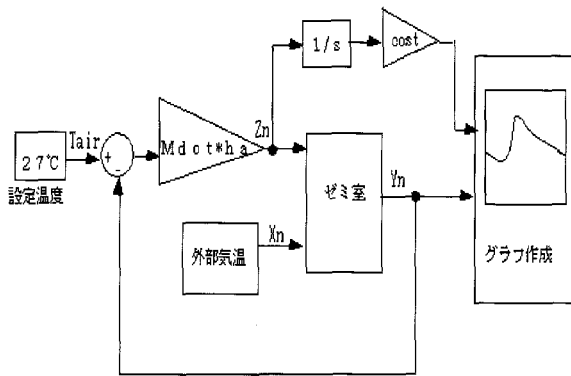 1/s
cost
Zn
Tair
27℃
+
-
Mdot*ha
設定温度
ゼミ室
Yn
Xn
外部気温
グラフ作成